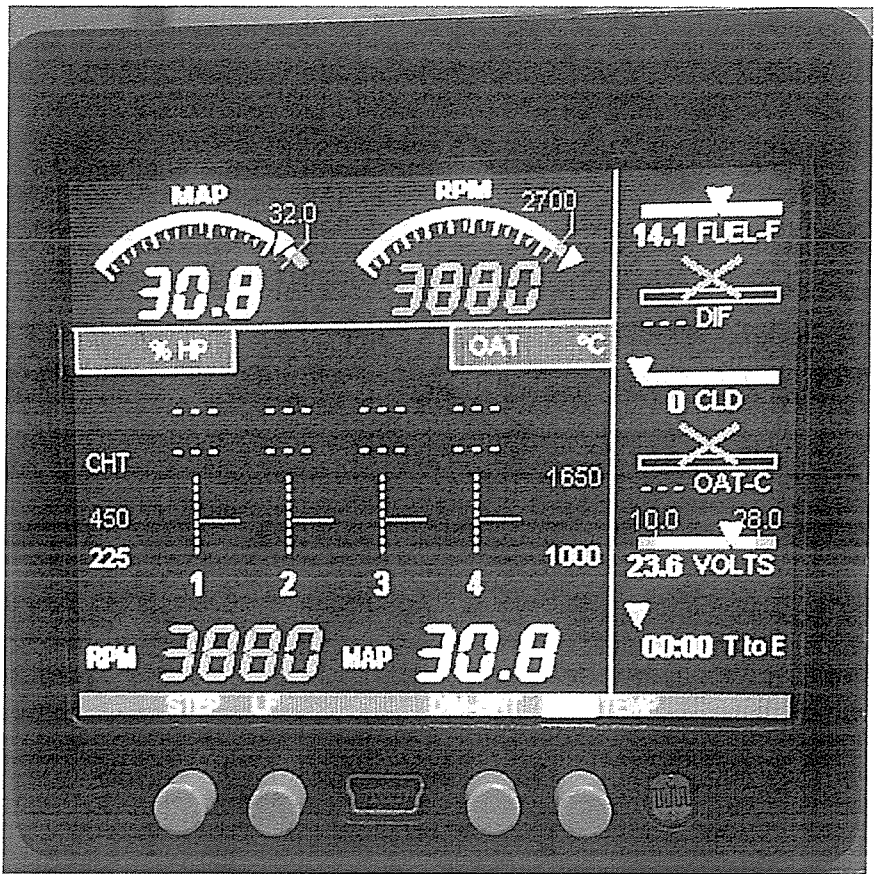 MAP
32.0
30.8
RPM
2700
3880
14.1 FUEL-F
--- DIF
0 CLD
--- OAT-C
10.0 28.0
23.6 VOLTS
00:00 T to E
% HP
OAT °C
--- --- --- ---
CHT --- --- --- ---
1650
450
225
1000
1 2 3 4
RPM 3880 MAP 30.8
STEP LF